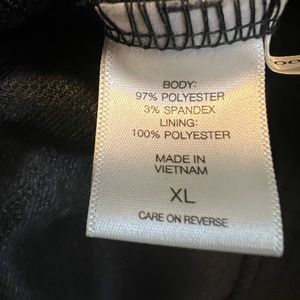 BODY:
97% POLYESTER
3% SPANDEX
LINING:
100% POLYESTER
MADE IN
VIETNAM
XL
CARE ON REVERSE